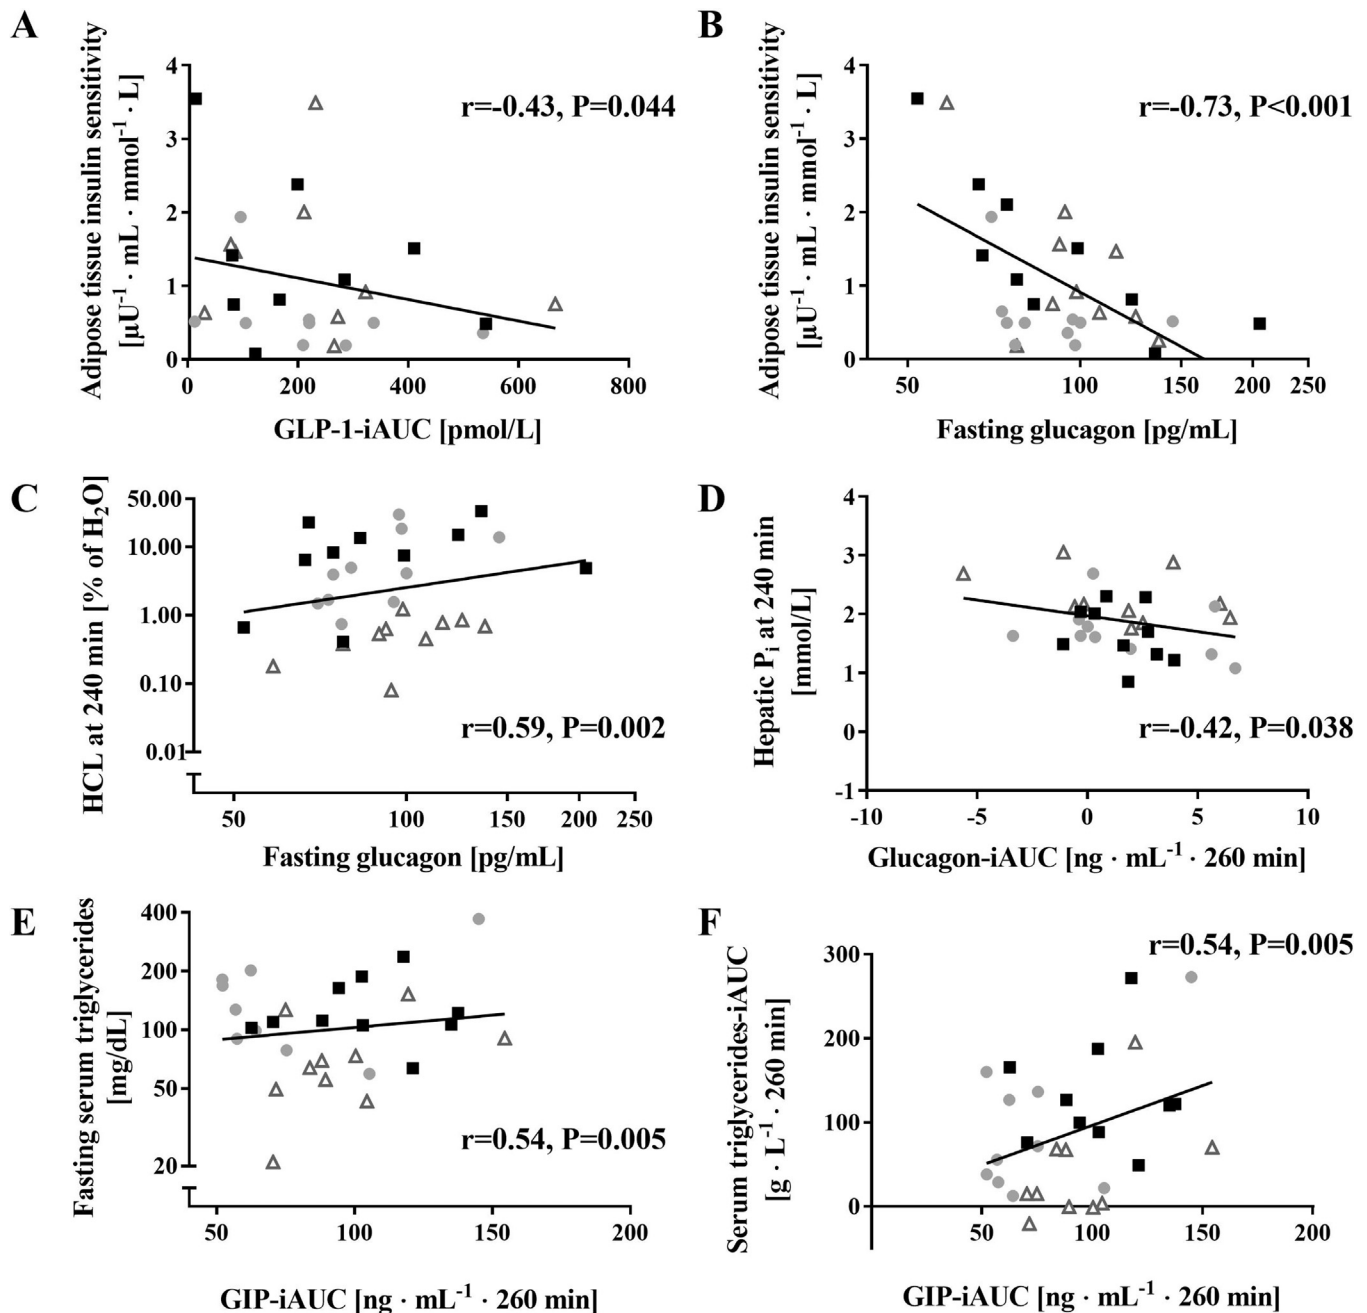 A
Adipose tissue insulin sensitivity
[µU⁻¹ · mL · mmol⁻¹ · L]
4
3
2
1
0
r=-0.43, P=0.044
0 200 400 600 800
GLP-1-iAUC [pmol/L]
B
Adipose tissue insulin sensitivity
[µU⁻¹ · mL · mmol⁻¹ · L]
4
3
2
1
0
r=-0.73, P<0.001
50 100 150 200 250
Fasting glucagon [pg/mL]
C
HCL at 240 min [% of H₂O]
50.00
10.00
1.00
0.10
0.01
r=0.59, P=0.002
50 100 150 200 250
Fasting glucagon [pg/mL]
D
Hepatic Pᵢ at 240 min
[mmol/L]
4
3
2
1
0
-1
r=-0.42, P=0.038
-10 -5 0 5 10
Glucagon-iAUC [ng · mL⁻¹ · 260 min]
E
Fasting serum triglycerides
[mg/dL]
400
200
100
50
20
r=0.54, P=0.005
50 100 150 200
GIP-iAUC [ng · mL⁻¹ · 260 min]
F
Serum triglycerides-iAUC
[g · L⁻¹ · 260 min]
300
200
100
0
r=0.54, P=0.005
50 100 150 200
GIP-iAUC [ng · mL⁻¹ · 260 min]